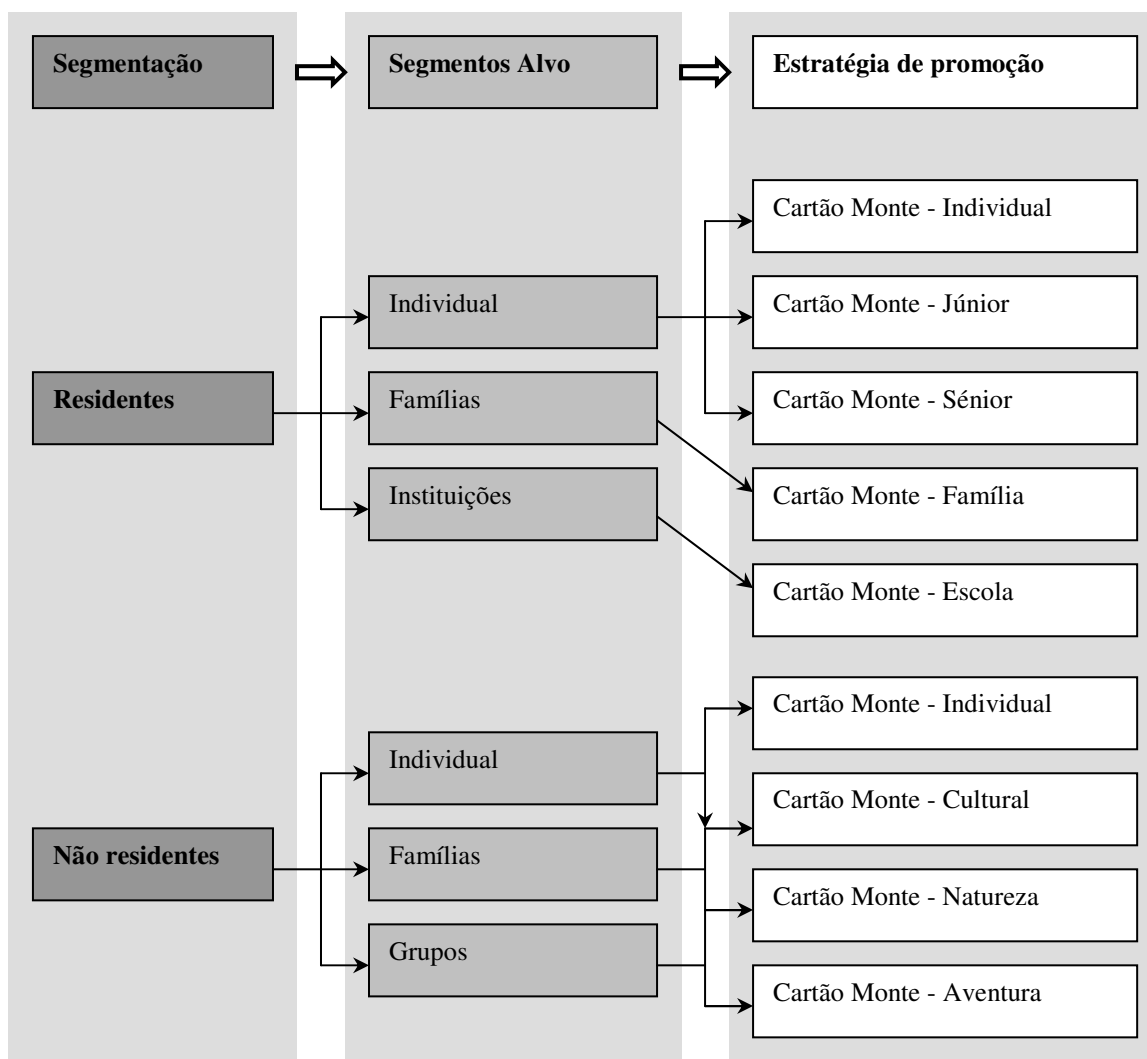 Segmentação
Segmentos Alvo
Estratégia de promoção
Cartão Monte - Individual
Individual
Cartão Monte - Júnior
Residentes
Famílias
Cartão Monte - Sénior
Instituições
Cartão Monte - Família
Cartão Monte - Escola
Cartão Monte - Individual
Individual
Cartão Monte - Cultural
Não residentes
Famílias
Cartão Monte - Natureza
Grupos
Cartão Monte - Aventura